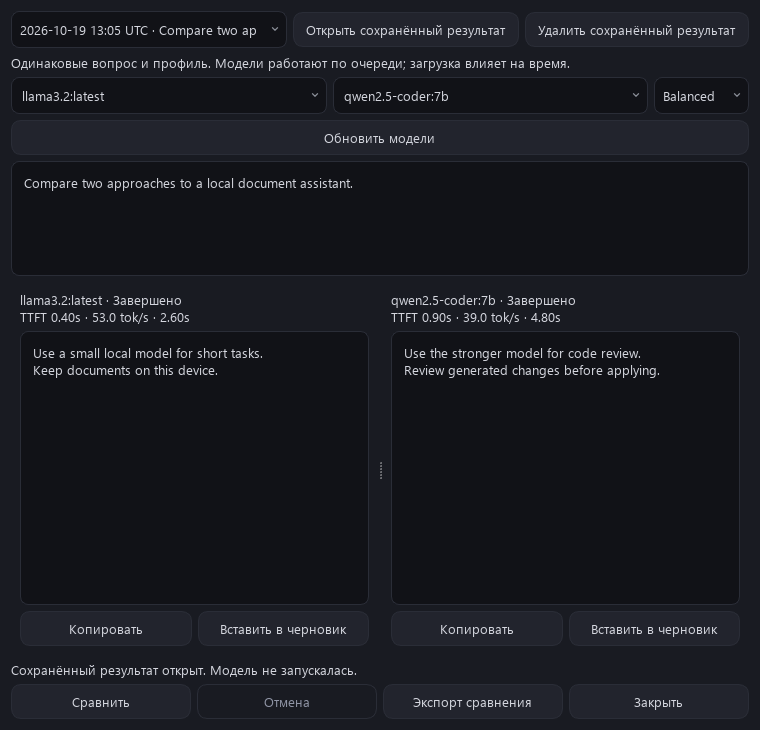 2026-10-19 13:05 UTC · Compare two ap
Открыть сохранённый результат
Удалить сохранённый результат
Одинаковые вопрос и профиль. Модели работают по очереди; загрузка влияет на время.
llama3.2:latest
qwen2.5-coder:7b
Balanced
Обновить модели
Compare two approaches to a local document assistant.
llama3.2:latest · Завершено
TTFT 0.40s · 53.0 tok/s · 2.60s
Use a small local model for short tasks.
Keep documents on this device.
Копировать
Вставить в черновик
qwen2.5-coder:7b · Завершено
TTFT 0.90s · 39.0 tok/s · 4.80s
Use the stronger model for code review.
Review generated changes before applying.
Копировать
Вставить в черновик
Сохранённый результат открыт. Модель не запускалась.
Сравнить
Отмена
Экспорт сравнения
Закрыть